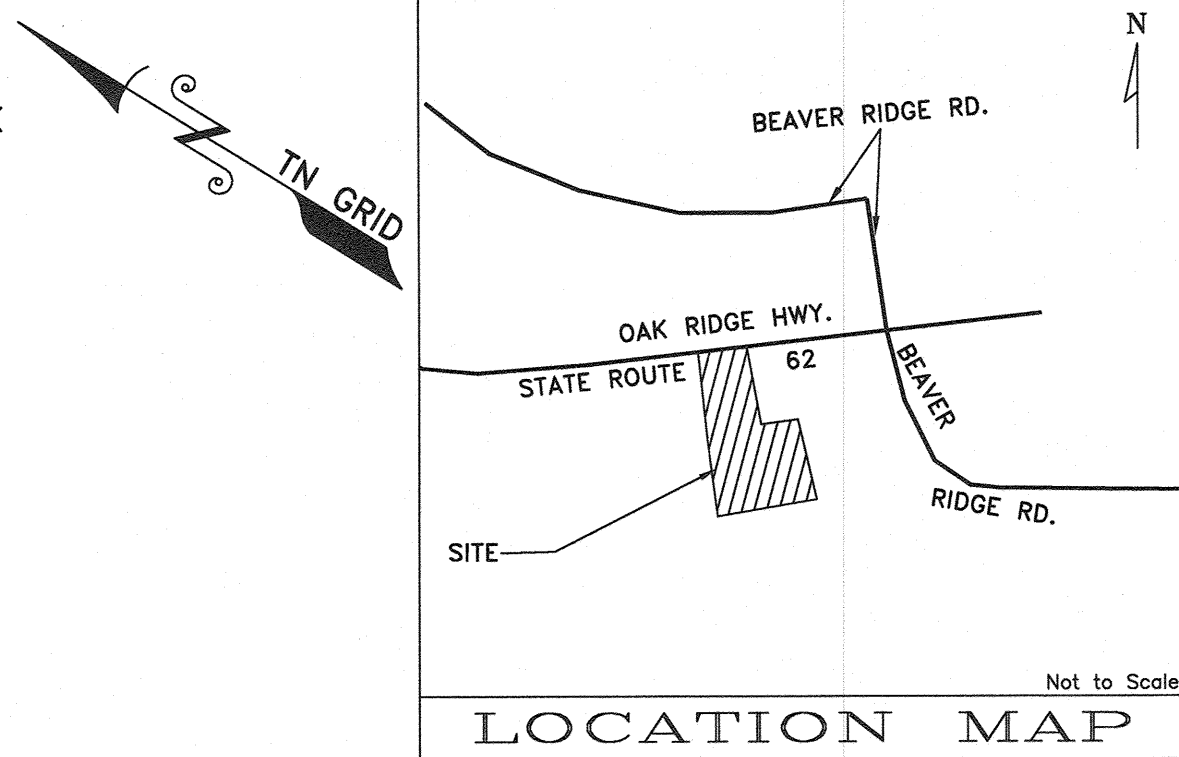 TN GRID
N
BEAVER RIDGE RD.
OAK RIDGE HWY.
STATE ROUTE 62
BEAVER
RIDGE RD.
SITE
Not to Scale
LOCATION MAP